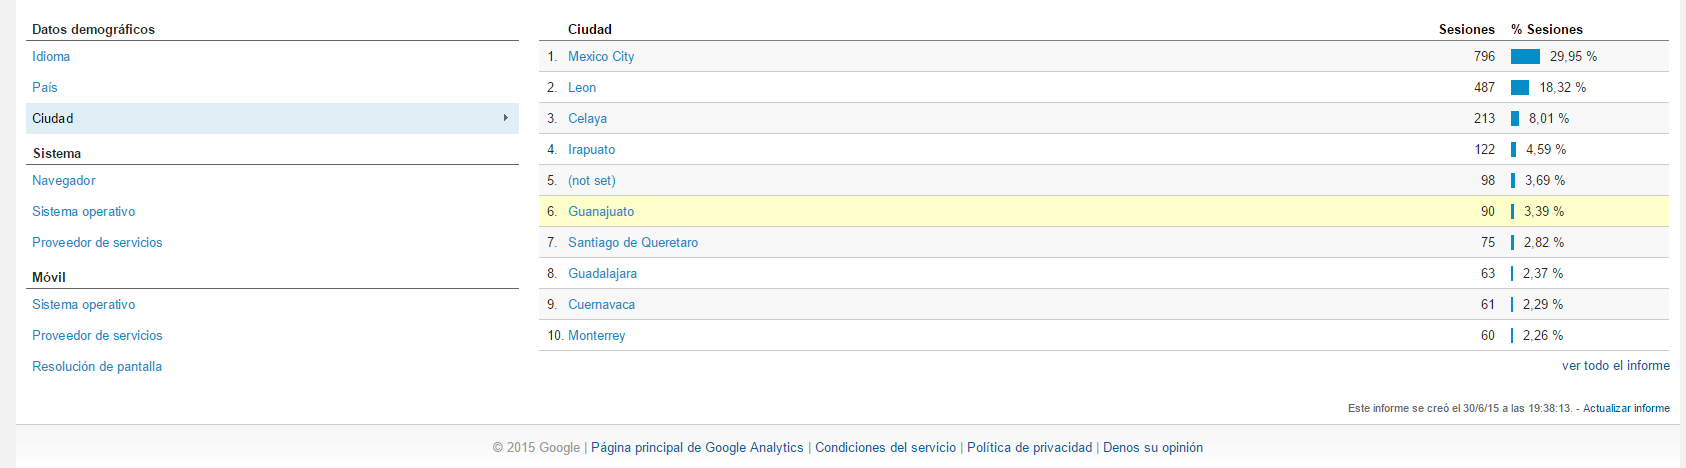 Datos demográficos
Idioma
País
Ciudad
Sistema
Navegador
Sistema operativo
Proveedor de servicios
Móvil
Sistema operativo
Proveedor de servicios
Resolución de pantalla
Ciudad Sesiones % Sesiones
1. Mexico City 796 29,95 %
2. Leon 487 18,32 %
3. Celaya 213 8,01 %
4. Irapuato 122 4,59 %
5. (not set) 98 3,69 %
6. Guanajuato 90 3,39 %
7. Santiago de Queretaro 75 2,82 %
8. Guadalajara 63 2,37 %
9. Cuernavaca 61 2,29 %
10. Monterrey 60 2,26 %
ver todo el informe
Este informe se creó el 30/6/15 a las 19:38:13. - Actualizar informe
© 2015 Google | Página principal de Google Analytics | Condiciones del servicio | Política de privacidad | Denos su opinión